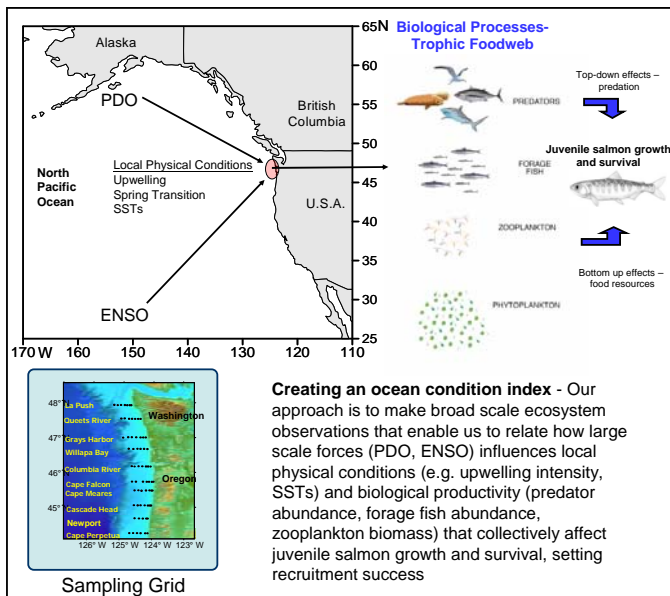 Alaska
PDO
British
Columbia
North
Pacific
Ocean
Local Physical Conditions
Upwelling
Spring Transition
SSTs
U.S.A.
ENSO
65N
60
55
50
45
40
35
30
25
170 W
160
150
140
130
120
110
Biological Processes-
Trophic Foodweb
PREDATORS
FORAGE
FISH
ZOOPLANKTON
PHYTOPLANKTON
Top-down effects –
predation
Juvenile salmon growth
and survival
Bottom up effects –
food resources
48°
47°
46°
45°
La Push
Queets River
Grays Harbor
Willapa Bay
Columbia River
Cape Falcon
Cape Meares
Cascade Head
Newport
Cape Perpetua
Washington
Oregon
126° W
125° W
124° W
123° W
Sampling Grid
Creating an ocean condition index - Our
approach is to make broad scale ecosystem
observations that enable us to relate how large
scale forces (PDO, ENSO) influences local
physical conditions (e.g. upwelling intensity,
SSTs) and biological productivity (predator
abundance, forage fish abundance,
zooplankton biomass) that collectively affect
juvenile salmon growth and survival, setting
recruitment success